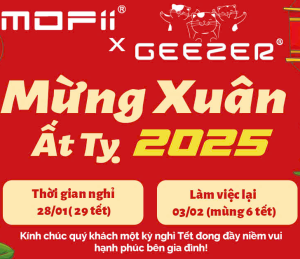 MOFii®
x GEEZER®
Mừng Xuân
Ất Tỵ 2025
Thời gian nghỉ
28/01(29 tết)
Làm việc lại
03/02 (mùng 6 tết)
Kính chúc quý khách một kỳ nghỉ Tết đong đầy niềm vui
hạnh phúc bên gia đình!